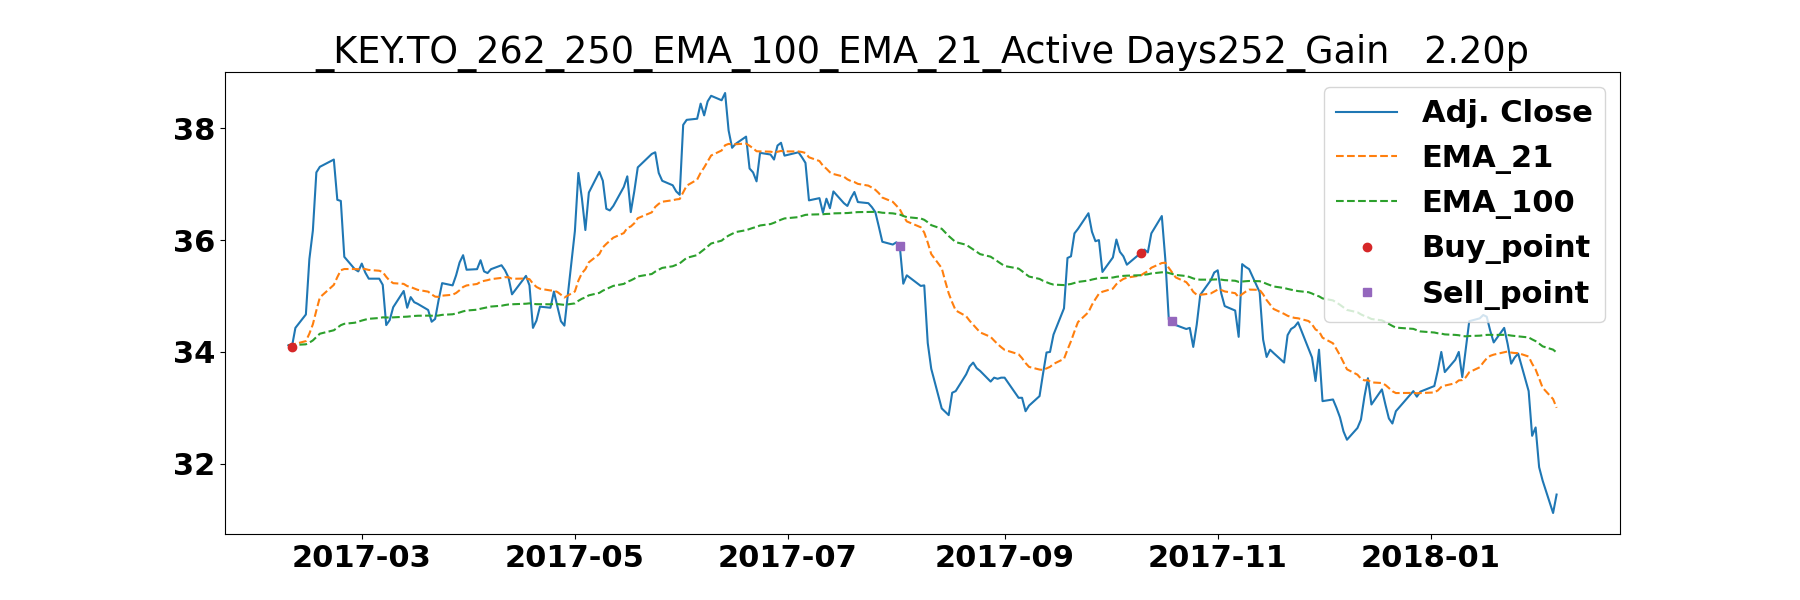 _KEY.TO_262_250_EMA_100_EMA_21_Active Days252_Gain   2.20p
Adj. Close
EMA_21
EMA_100
Buy_point
Sell_point
38
36
34
32
2017-03 2017-05 2017-07 2017-09 2017-11 2018-01